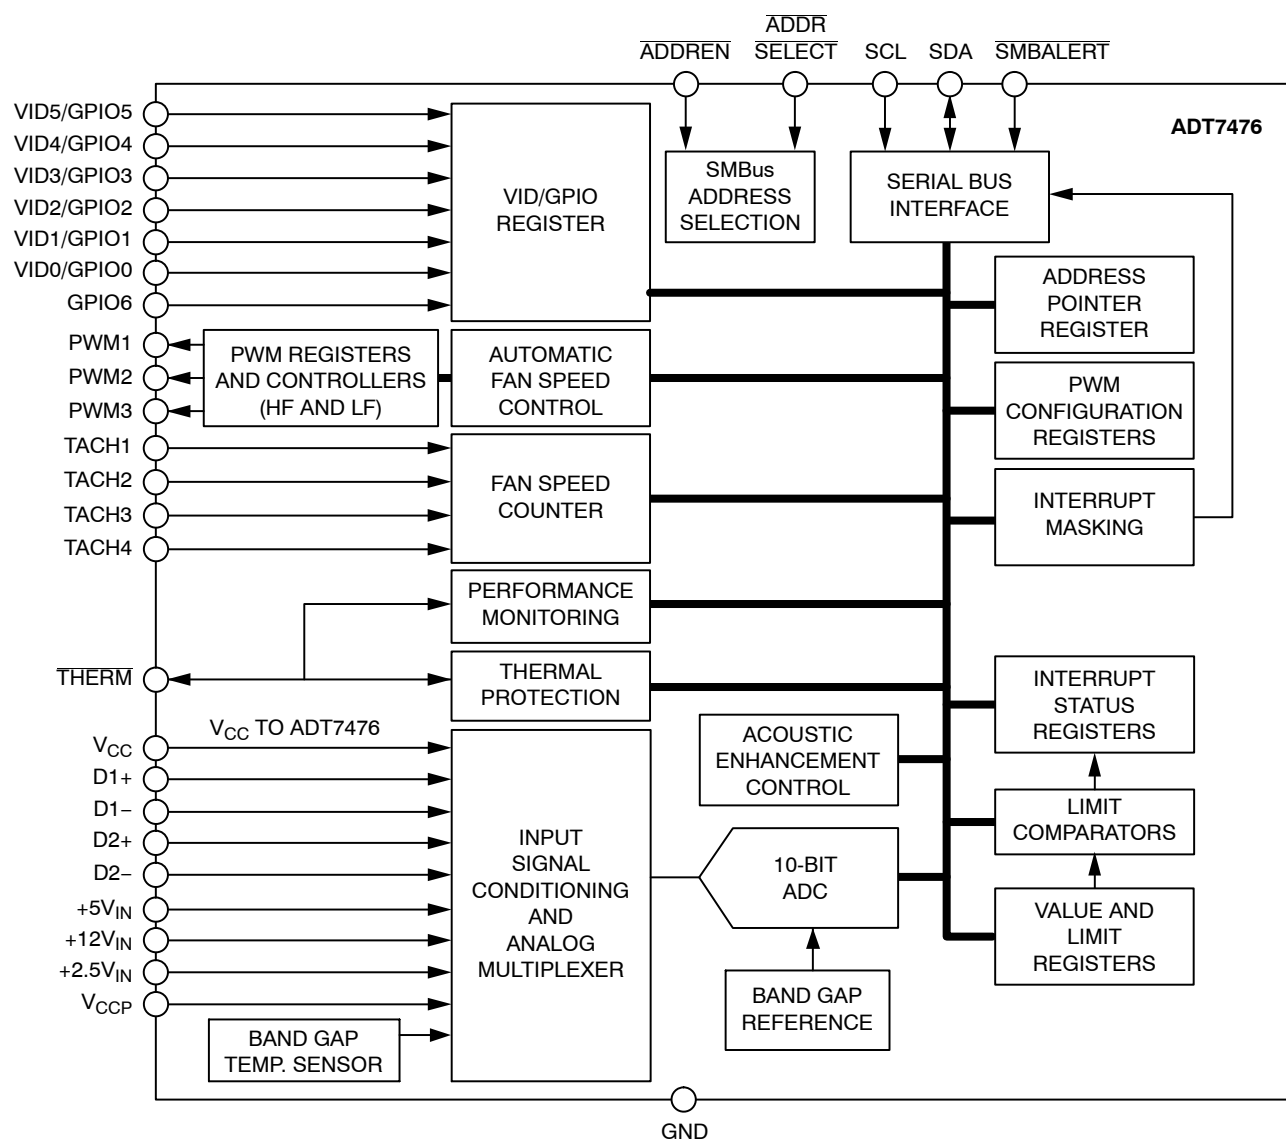 ADDREN
ADDR
SELECT
SCL
SDA
SMBALERT
ADT7476
VID5/GPIO5
VID4/GPIO4
VID3/GPIO3
VID2/GPIO2
VID1/GPIO1
VID0/GPIO0
GPIO6
VID/GPIO
REGISTER
SMBus
ADDRESS
SELECTION
SERIAL BUS
INTERFACE
ADDRESS
POINTER
REGISTER
PWM1
PWM2
PWM3
PWM REGISTERS
AND CONTROLLERS
(HF AND LF)
AUTOMATIC
FAN SPEED
CONTROL
PWM
CONFIGURATION
REGISTERS
TACH1
TACH2
TACH3
TACH4
FAN SPEED
COUNTER
INTERRUPT
MASKING
PERFORMANCE
MONITORING
THERM
THERMAL
PROTECTION
INTERRUPT
STATUS
REGISTERS
VCC TO ADT7476
VCC
D1+
D1−
D2+
D2−
+5VIN
+12VIN
+2.5VIN
VCCP
INPUT
SIGNAL
CONDITIONING
AND
ANALOG
MULTIPLEXER
ACOUSTIC
ENHANCEMENT
CONTROL
LIMIT
COMPARATORS
10-BIT
ADC
VALUE AND
LIMIT
REGISTERS
BAND GAP
REFERENCE
BAND GAP
TEMP. SENSOR
GND